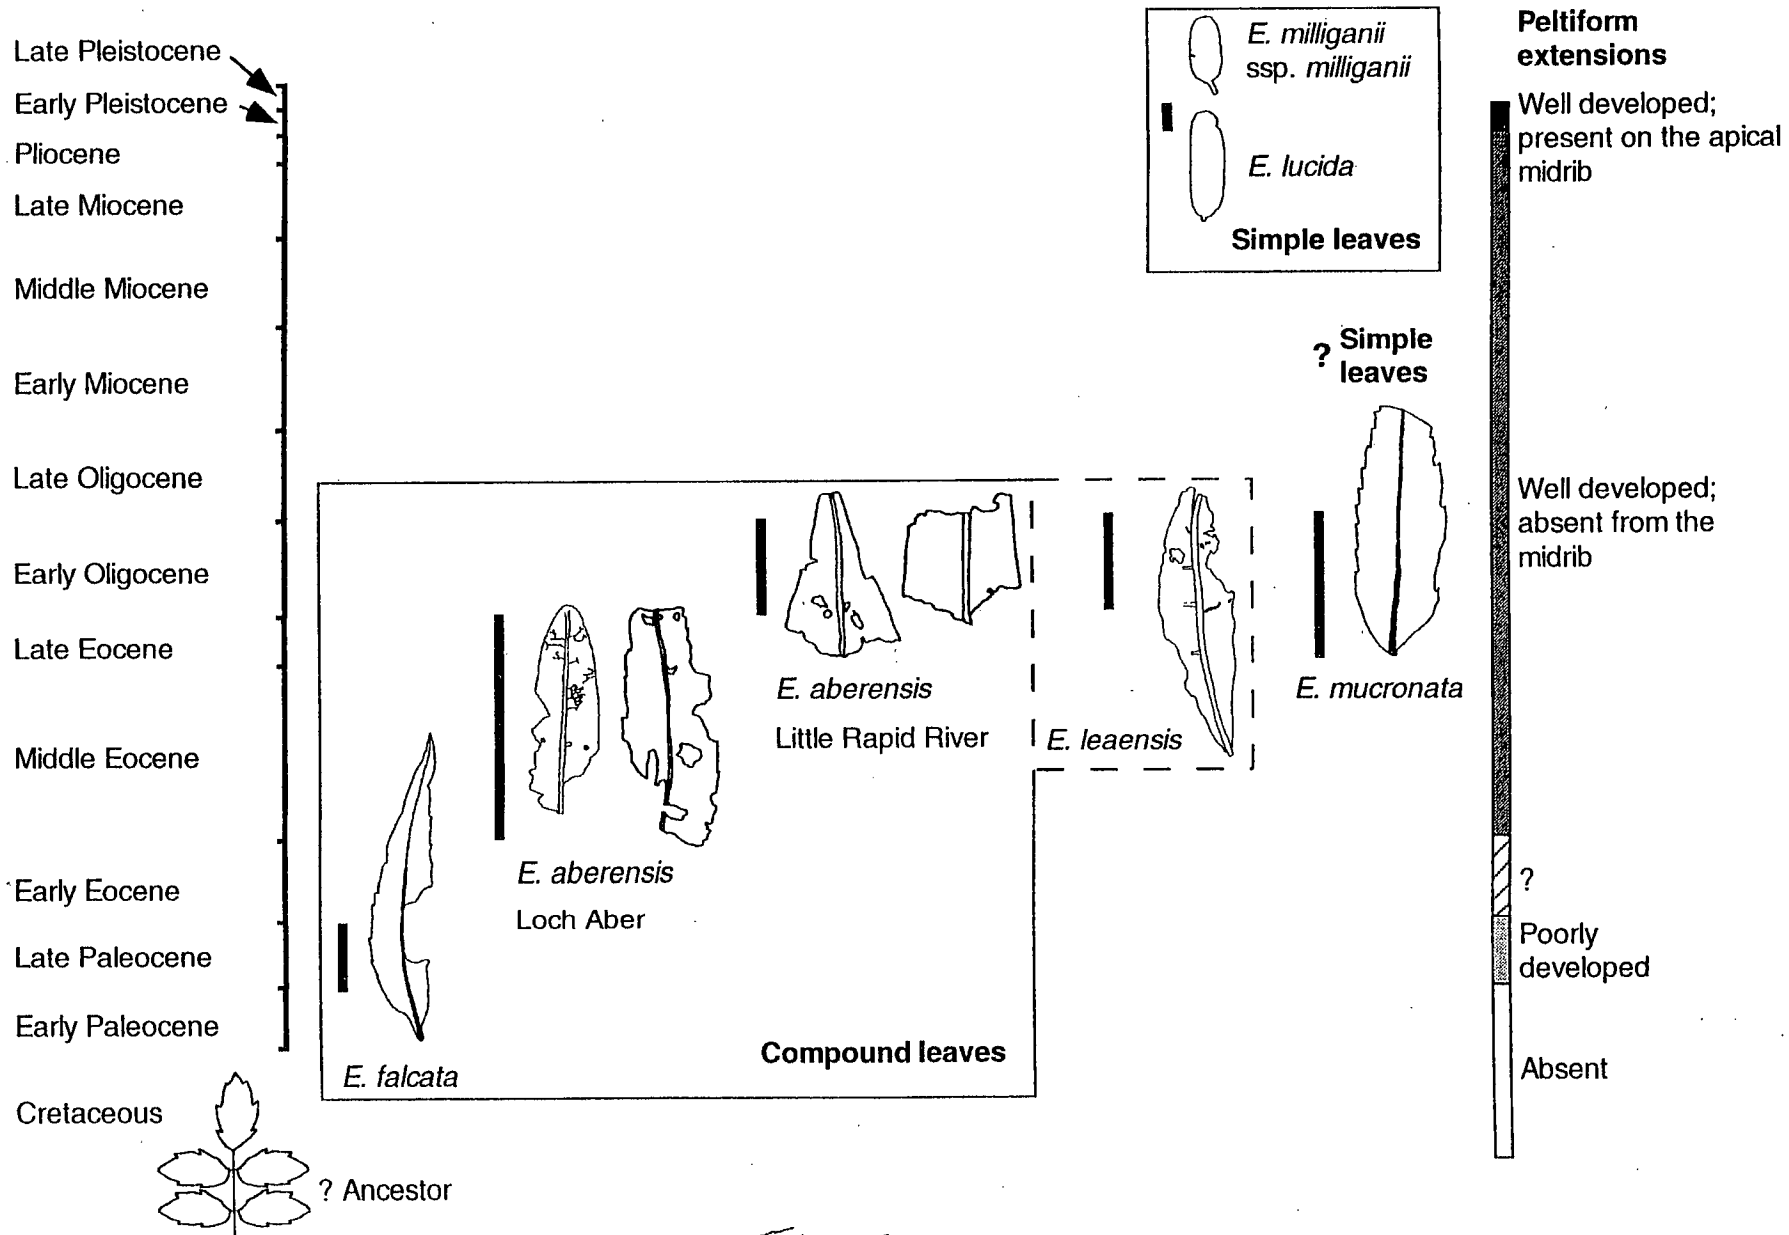 Late Pleistocene
Early Pleistocene
Pliocene
Late Miocene
Middle Miocene
Early Miocene
Late Oligocene
Early Oligocene
Late Eocene
Middle Eocene
Early Eocene
Late Paleocene
Early Paleocene
Cretaceous
? Ancestor
E. falcata
E. aberensis
Loch Aber
E. aberensis
Little Rapid River
Compound leaves
E. leaensis
E. mucronata
? Simple
leaves
E. milliganii
ssp. milliganii
E. lucida
Simple leaves
Peltiform
extensions
Well developed;
present on the apical
midrib
Well developed;
absent from the
midrib
?
Poorly
developed
Absent